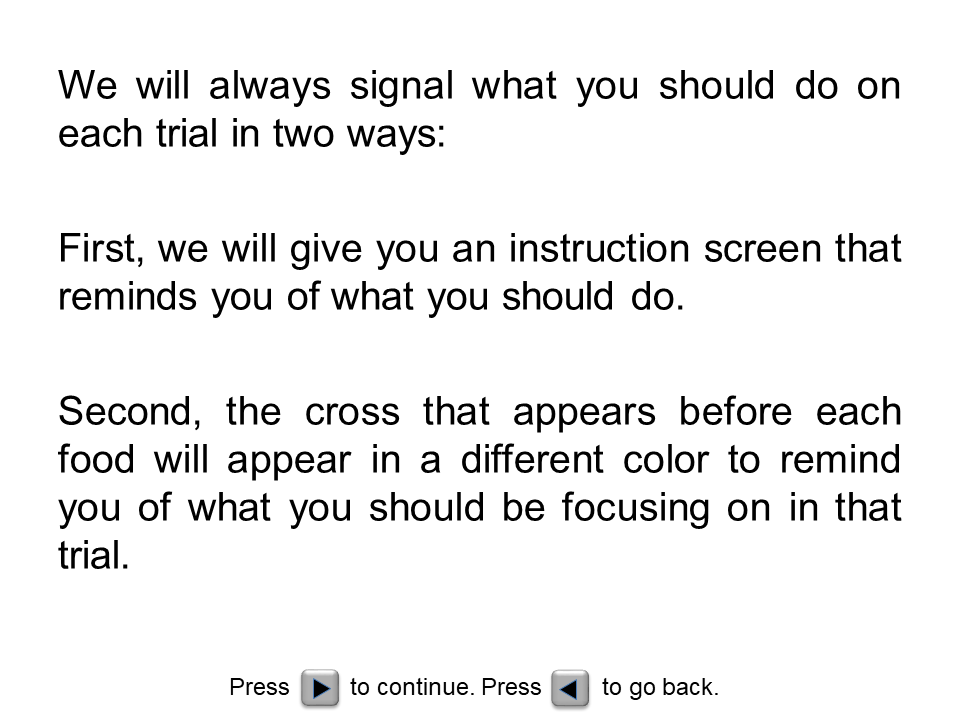 We will always signal what you should do on
each trial in two ways:
First, we will give you an instruction screen that
reminds you of what you should do.
Second, the cross that appears before each
food will appear in a different color to remind
you of what you should be focusing on in that
trial.
Press to continue. Press to go back.